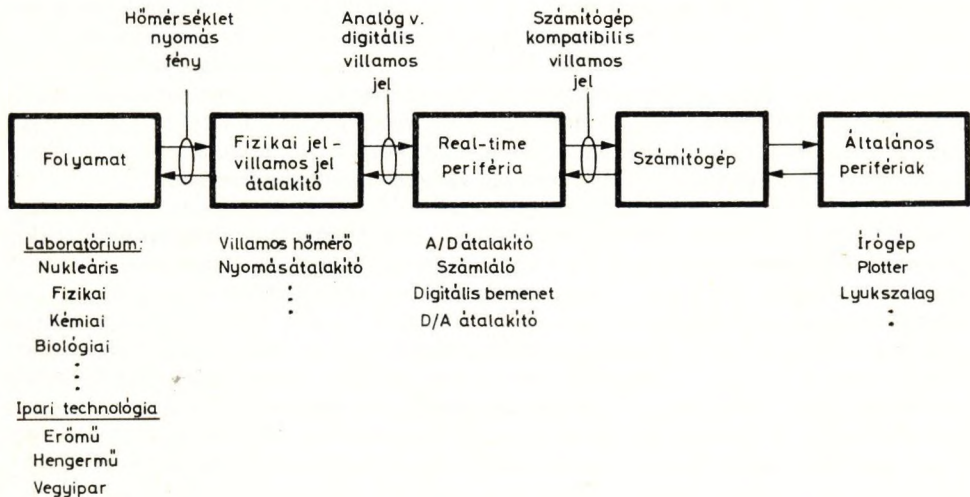 Hőmérséklet
nyomás
fény
Analóg v.
digitális
villamos
jel
Számítógép
kompatibilis
villamos
jel
Folyamat
Fizikai jel –
villamos jel
átalakító
Real-time
periféria
Számítógép
Általános
perifériak
Laboratórium:
Nukleáris
Fizikai
Kémiai
Biológiai
Ipari technológia
Erőmű
Hengermű
Vegyipar
Villamos hőmérő
Nyomásátalakító
A/D átalakító
Számláló
Digitális bemenet
D/A átalakító
Írógép
Plotter
Lyukszalag